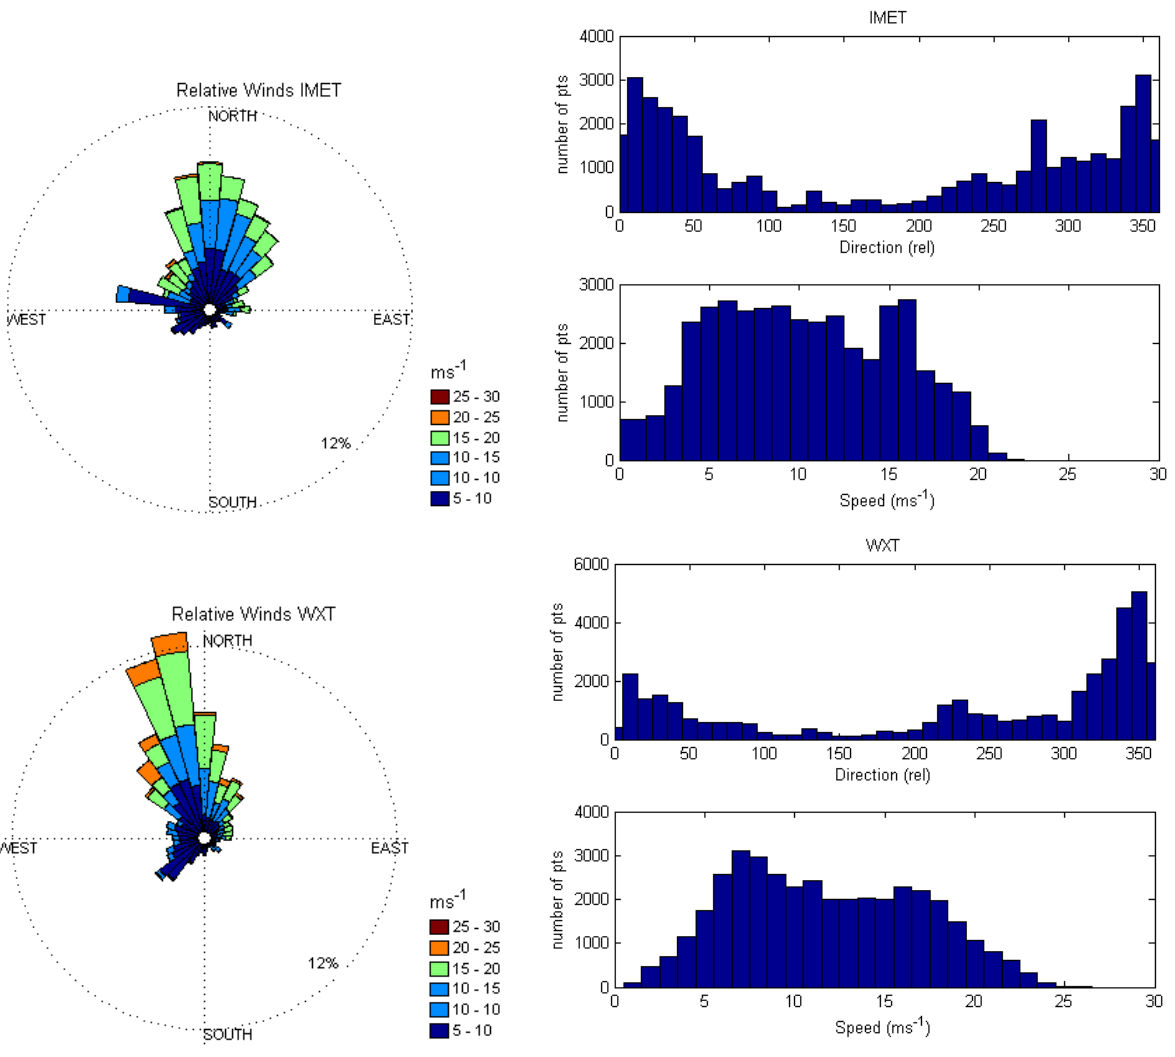 Relative Winds IMET
NORTH
WEST
EAST
12%
SOUTH
ms-1
25 - 30
20 - 25
15 - 20
10 - 15
10 - 10
5 - 10
IMET
number of pts
4000
3000
2000
1000
0
0 50 100 150 200 250 300 350
Direction (rel)
number of pts
3000
2000
1000
0
0 5 10 15 20 25 30
Speed (ms-1)
Relative Winds WXT
NORTH
WEST
EAST
12%
SOUTH
ms-1
25 - 30
20 - 25
15 - 20
10 - 15
10 - 10
5 - 10
WXT
number of pts
6000
4000
2000
0
0 50 100 150 200 250 300 350
Direction (rel)
number of pts
4000
3000
2000
1000
0
0 5 10 15 20 25 30
Speed (ms-1)